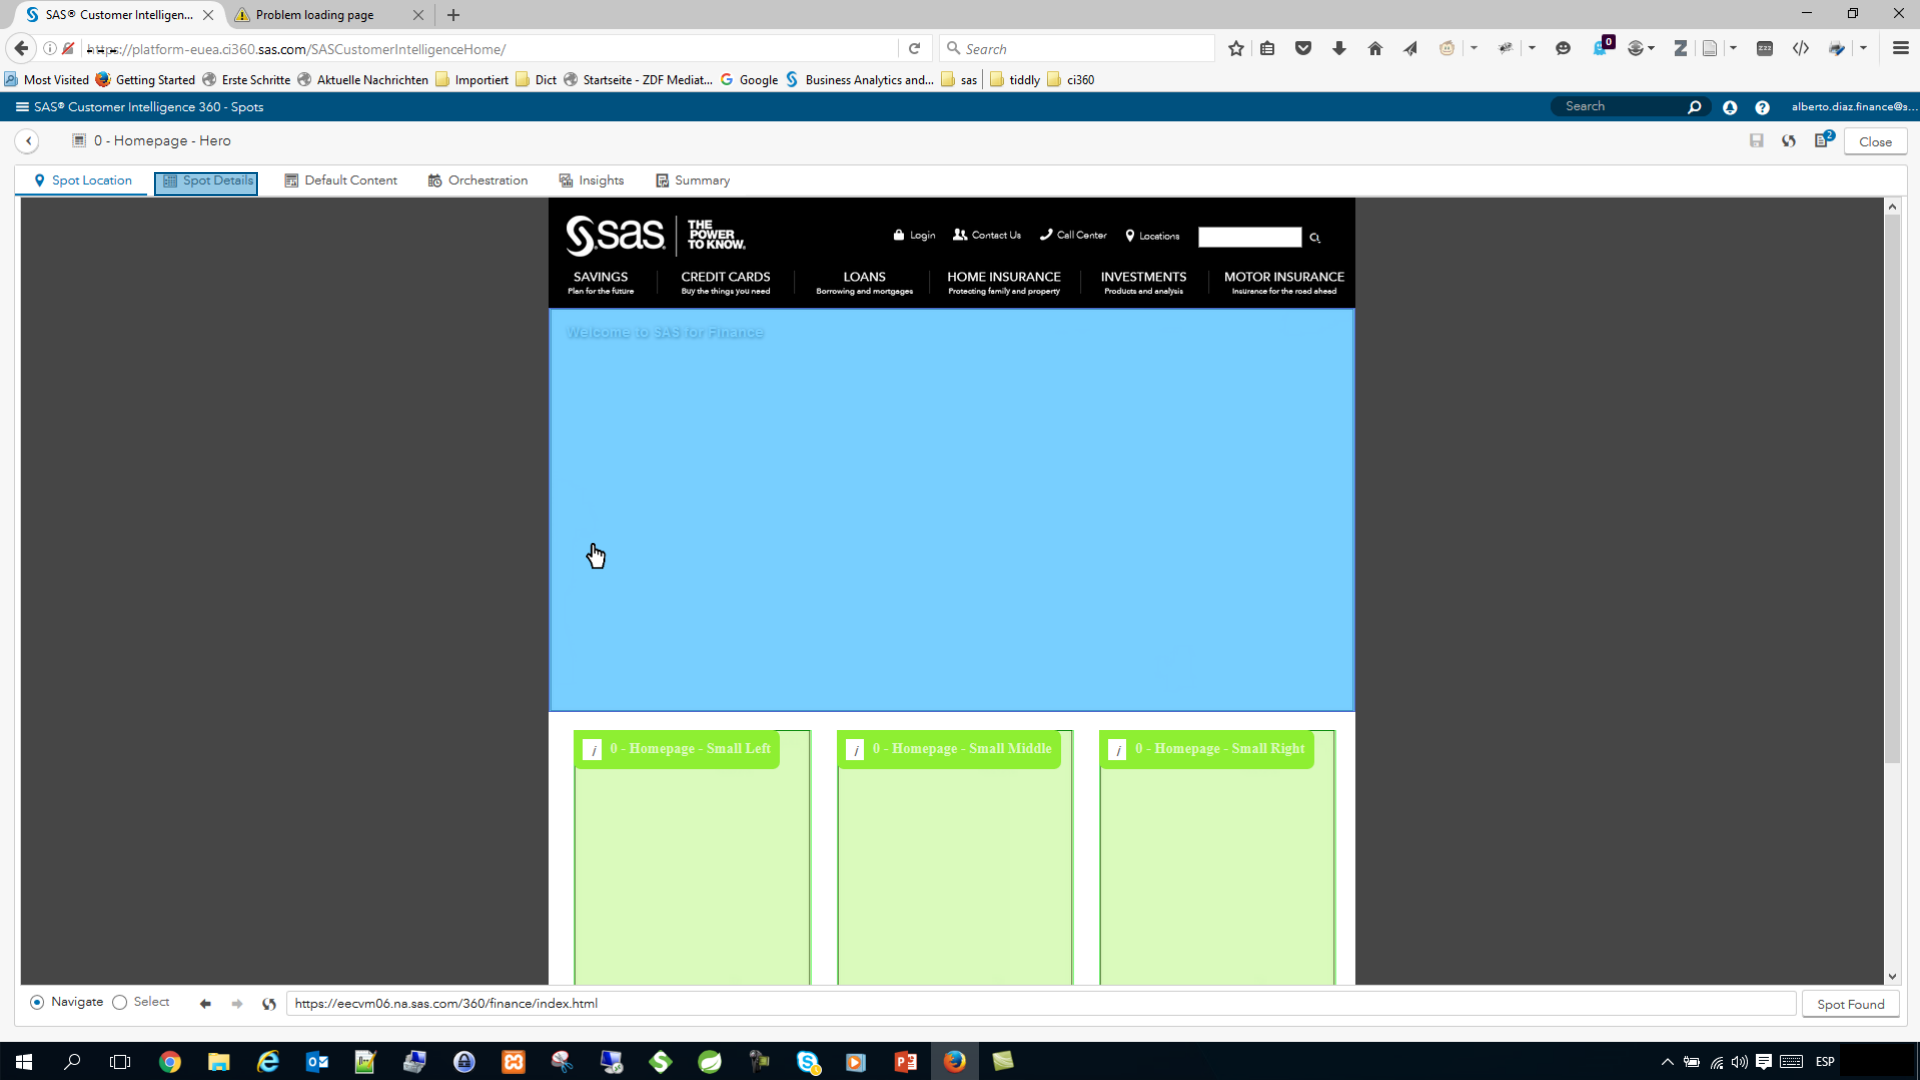 SAS® Customer Intelligen...
Problem loading page
https://platform-euea.ci360.sas.com/SASCustomerIntelligenceHome/
Search
Most Visited
Getting Started
Erste Schritte
Aktuelle Nachrichten
Importiert
Dict
Startseite - ZDF Mediat...
Google
Business Analytics and...
sas
tiddly
ci360
SAS® Customer Intelligence 360 - Spots
Search
alberto.diaz.finance@s...
0 - Homepage - Hero
2
Close
Spot Location
Spot Details
Default Content
Orchestration
Insights
Summary
sas
THE
POWER
TO KNOW.
Login
Contact Us
Call Center
Locations
SAVINGS
Plan for the future
CREDIT CARDS
Buy the things you need
LOANS
Borrowing and mortgages
HOME INSURANCE
Protecting family and property
INVESTMENTS
Products and analysis
MOTOR INSURANCE
Insurance for the road ahead
Welcome to SAS for Finance
i 0 - Homepage - Small Left
i 0 - Homepage - Small Middle
i 0 - Homepage - Small Right
Navigate
Select
https://eecvm06.na.sas.com/360/finance/index.html
Spot Found
ESP